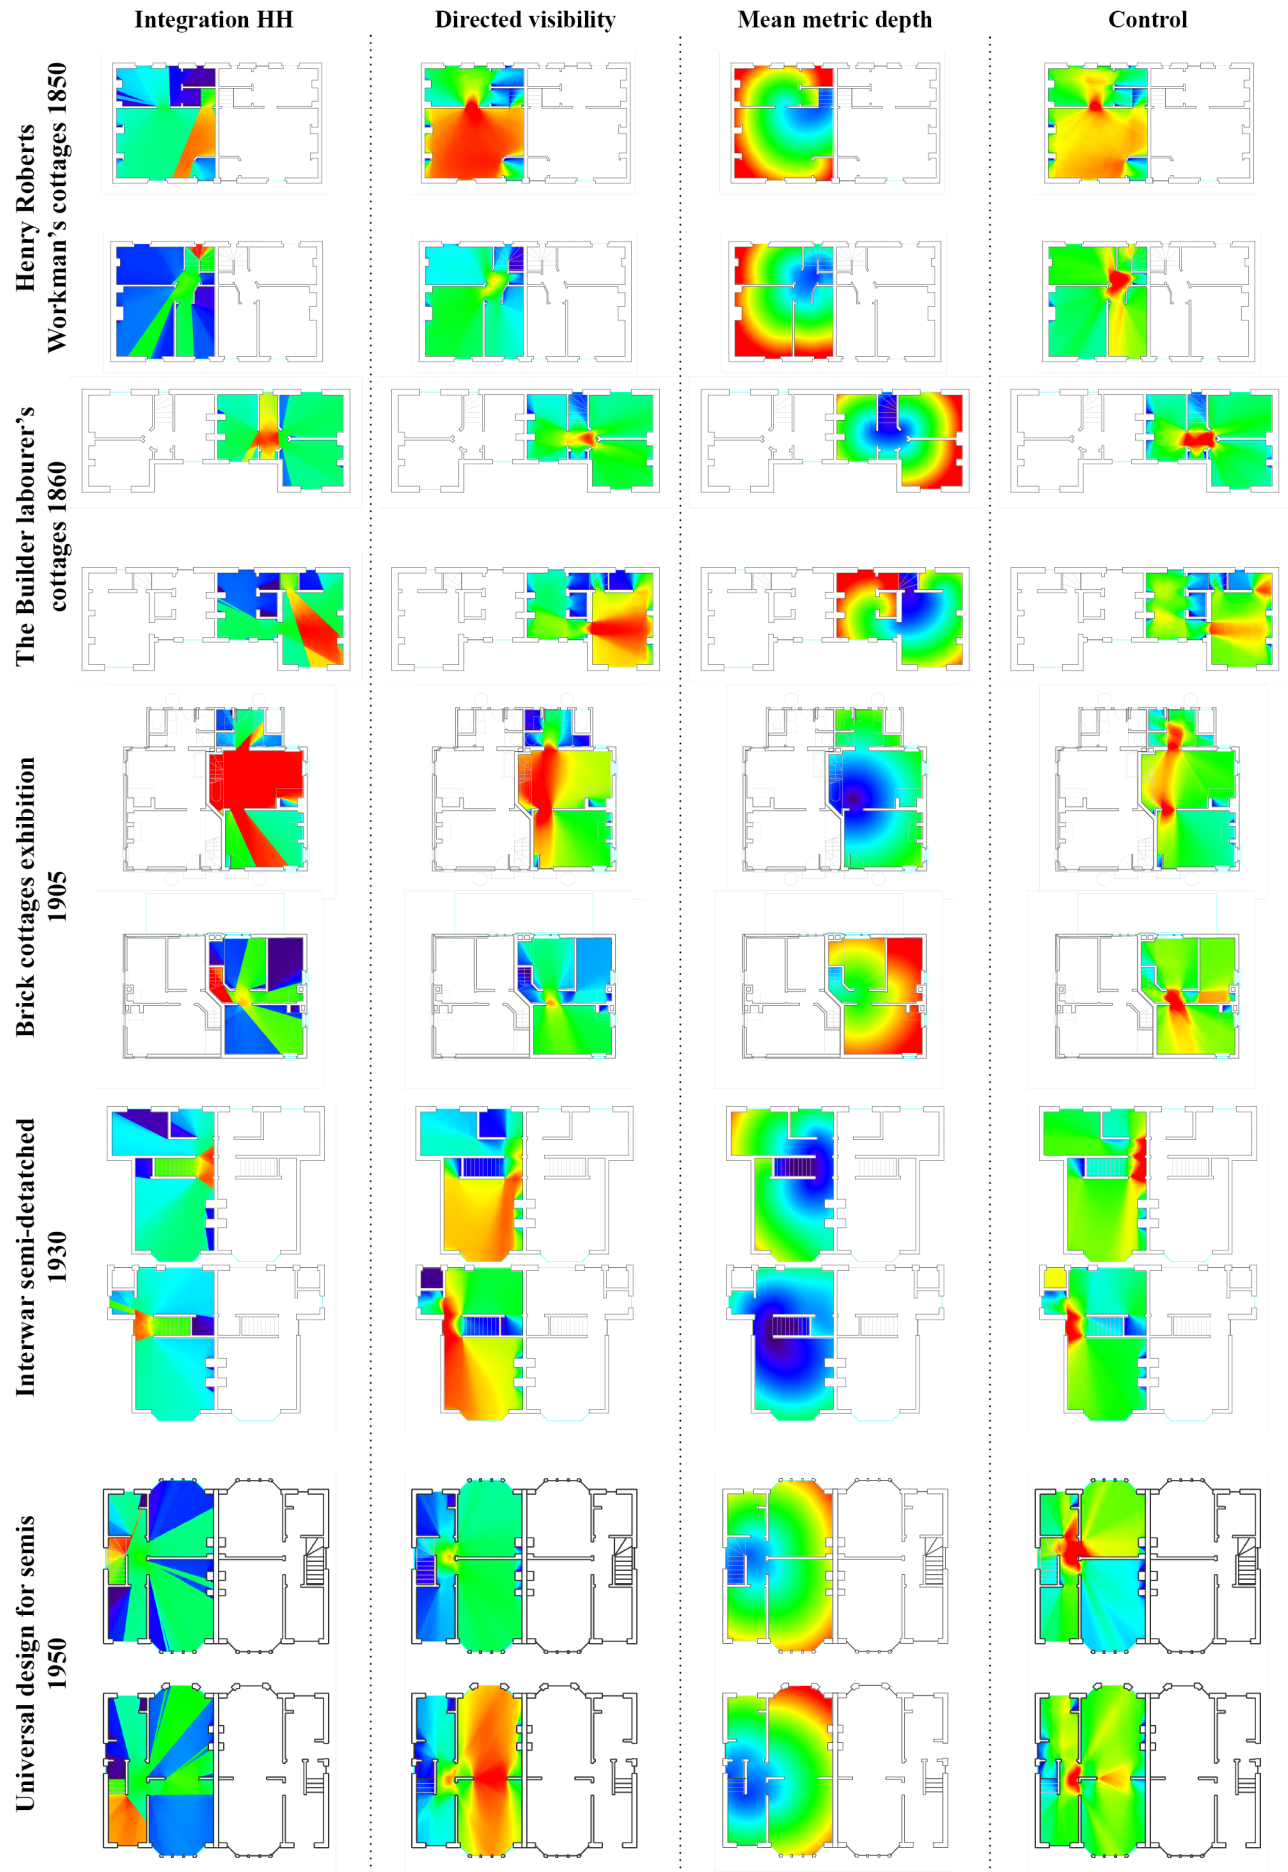 Integration HH
Directed visibility
Mean metric depth
Control
Henry Roberts
Workman's cottages 1850
The Builder labourer's
cottages 1860
Brick cottages exhibition
1905
Interwar semi-detatched
1930
Universal design for semis
1950